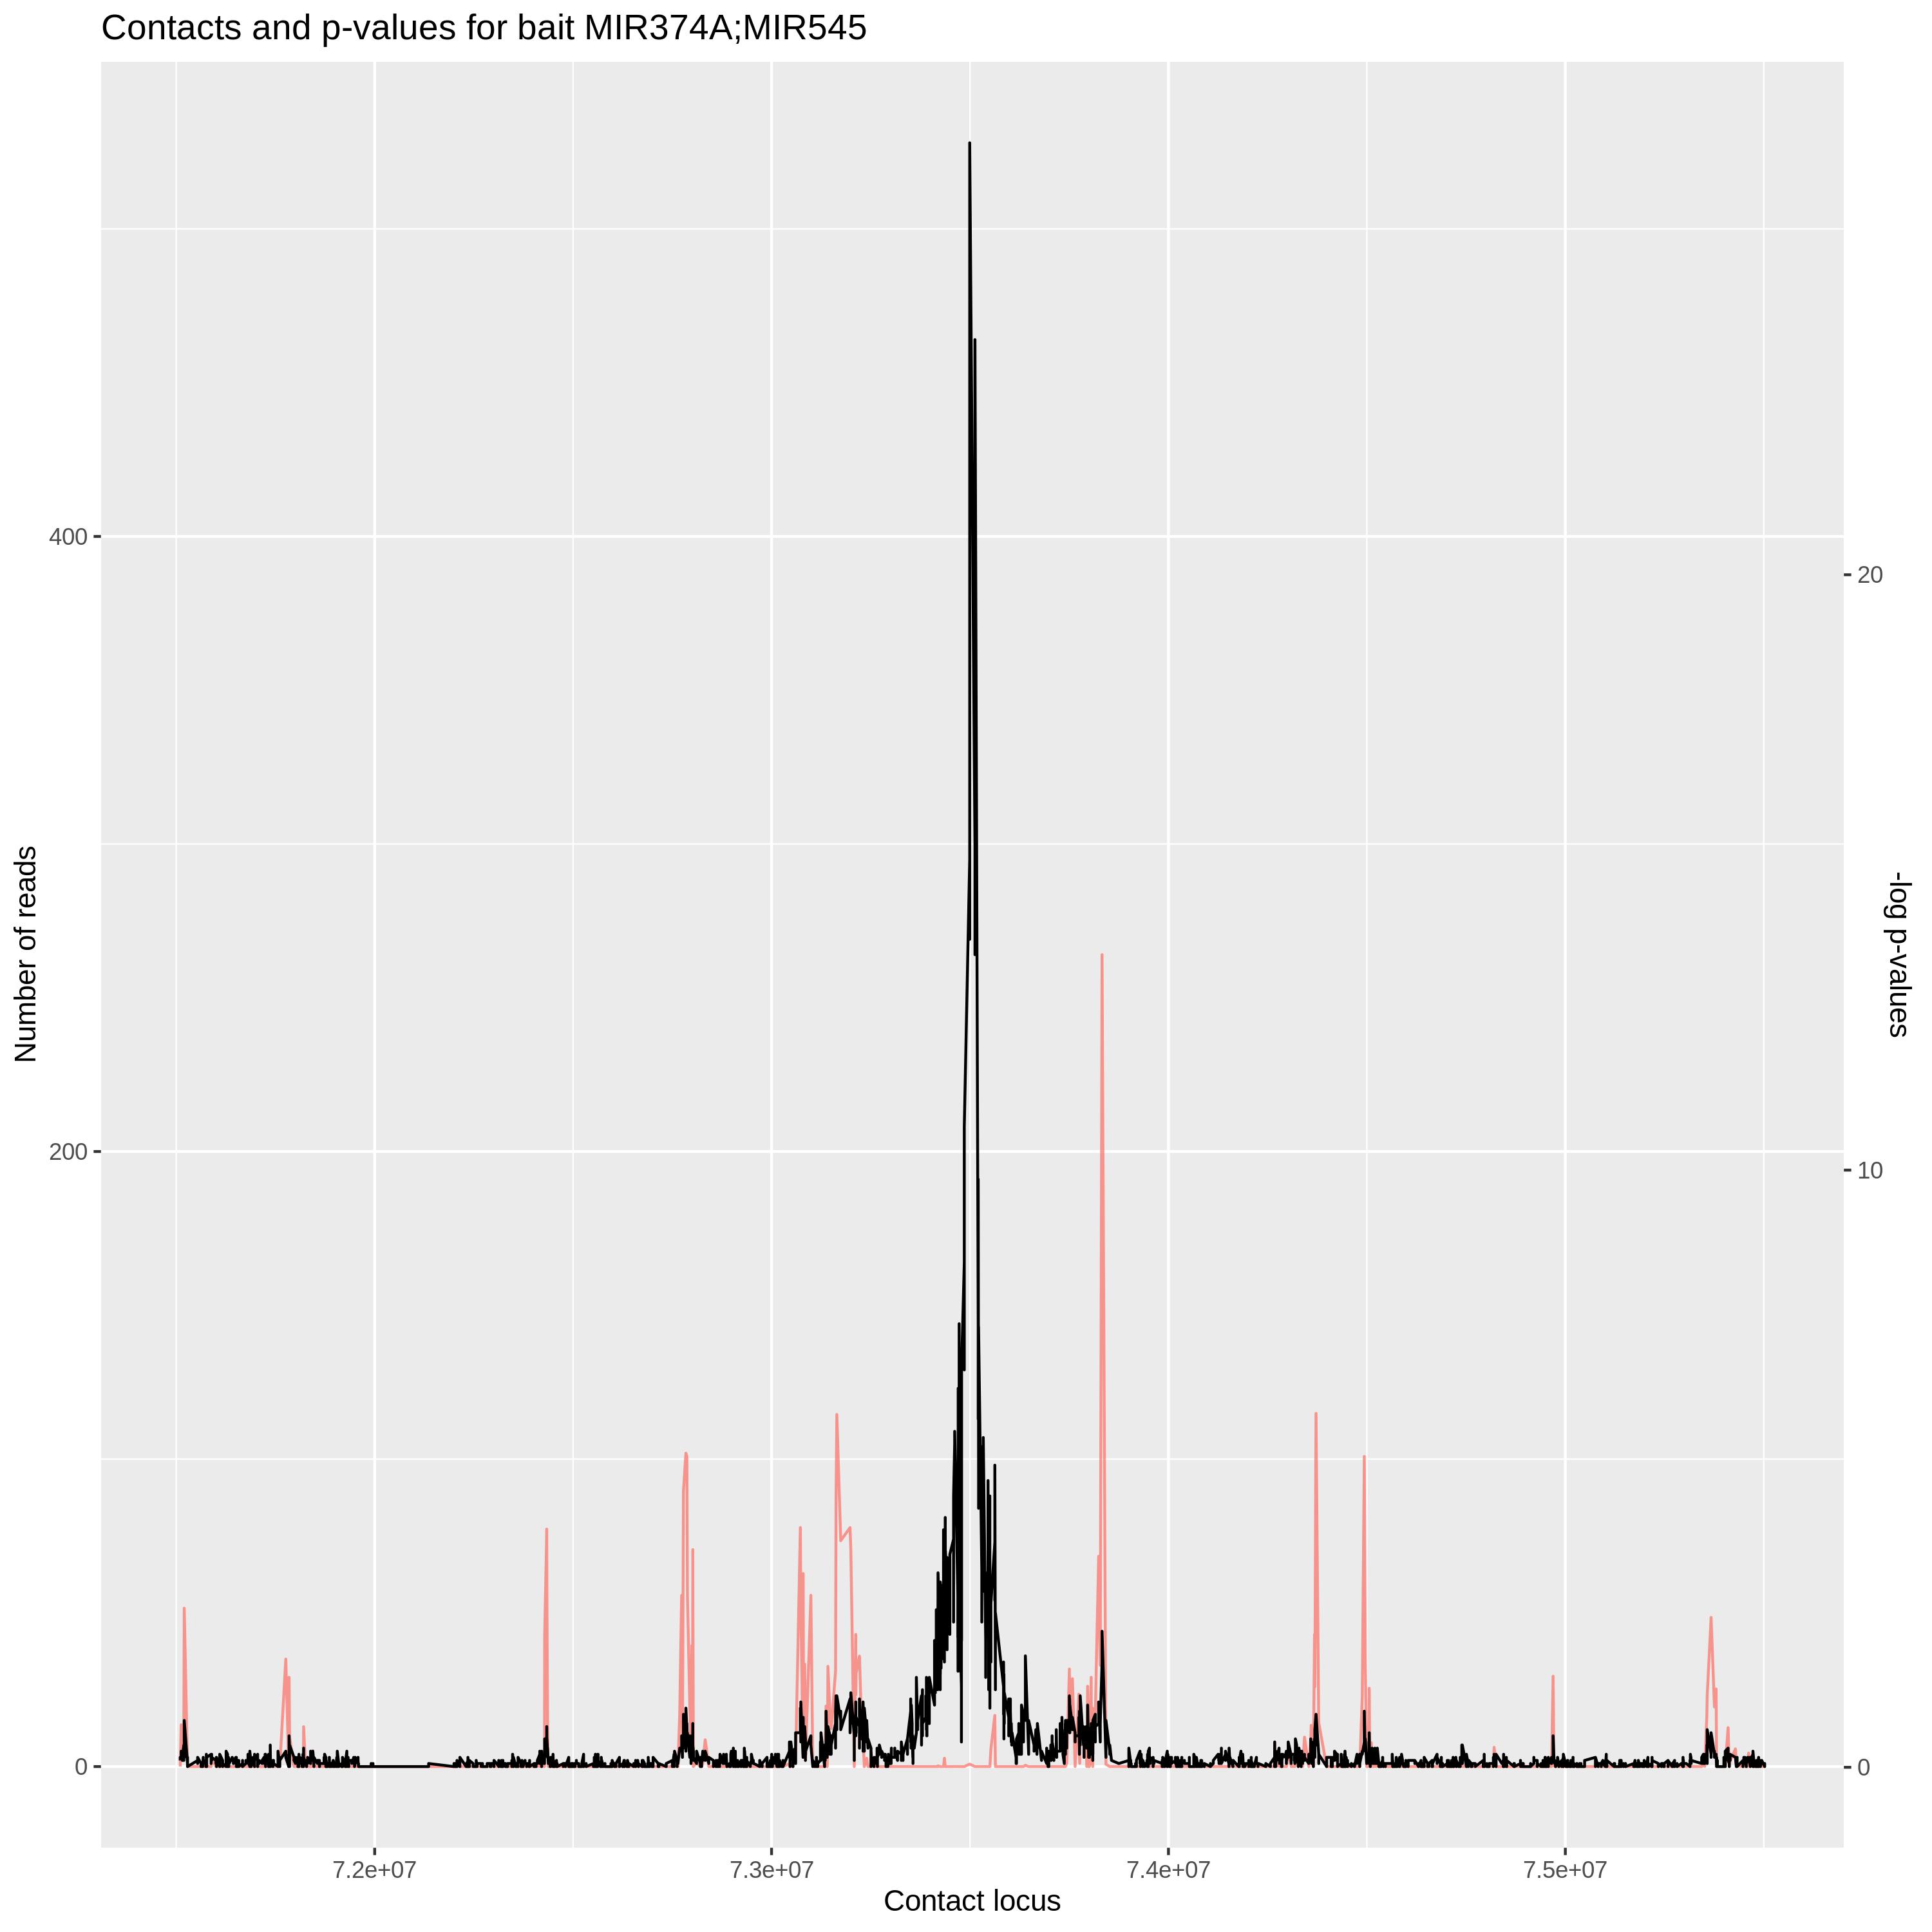 Contacts and p-values for bait MIR374A;MIR545
Number of reads
400
200
0
20
10
0
-log p-values
7.2e+07 7.3e+07 7.4e+07 7.5e+07
Contact locus